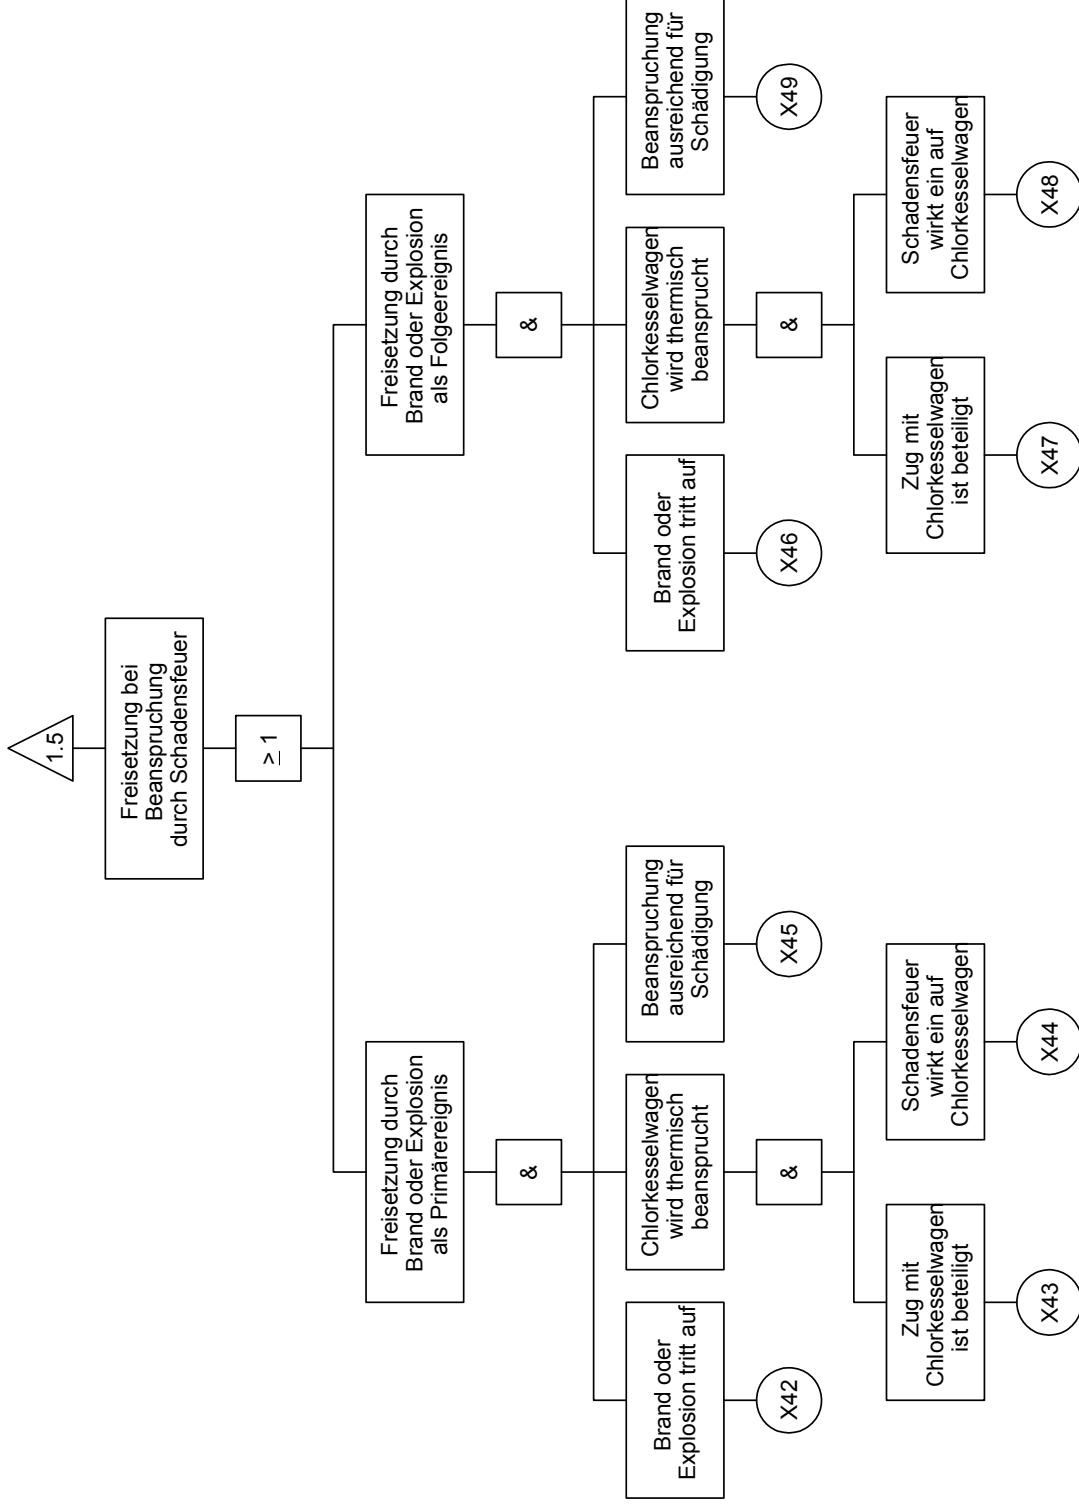 1.5
Freisetzung bei
Beanspruchung
durch Schadensfeuer
≥ 1
Freisetzung durch
Brand oder Explosion
als Primärereignis
Freisetzung durch
Brand oder Explosion
als Folgeereignis
&
&
Brand oder
Explosion tritt auf
Chlorkesselwagen
wird thermisch
beansprucht
Beanspruchung
ausreichend für
Schädigung
Brand oder
Explosion tritt auf
Chlorkesselwagen
wird thermisch
beansprucht
Beanspruchung
ausreichend für
Schädigung
X42
&
X45
X46
&
X49
Zug mit
Chlorkesselwagen
ist beteiligt
Schadensfeuer
wirkt ein auf
Chlorkesselwagen
Zug mit
Chlorkesselwagen
ist beteiligt
Schadensfeuer
wirkt ein auf
Chlorkesselwagen
X43
X44
X47
X48